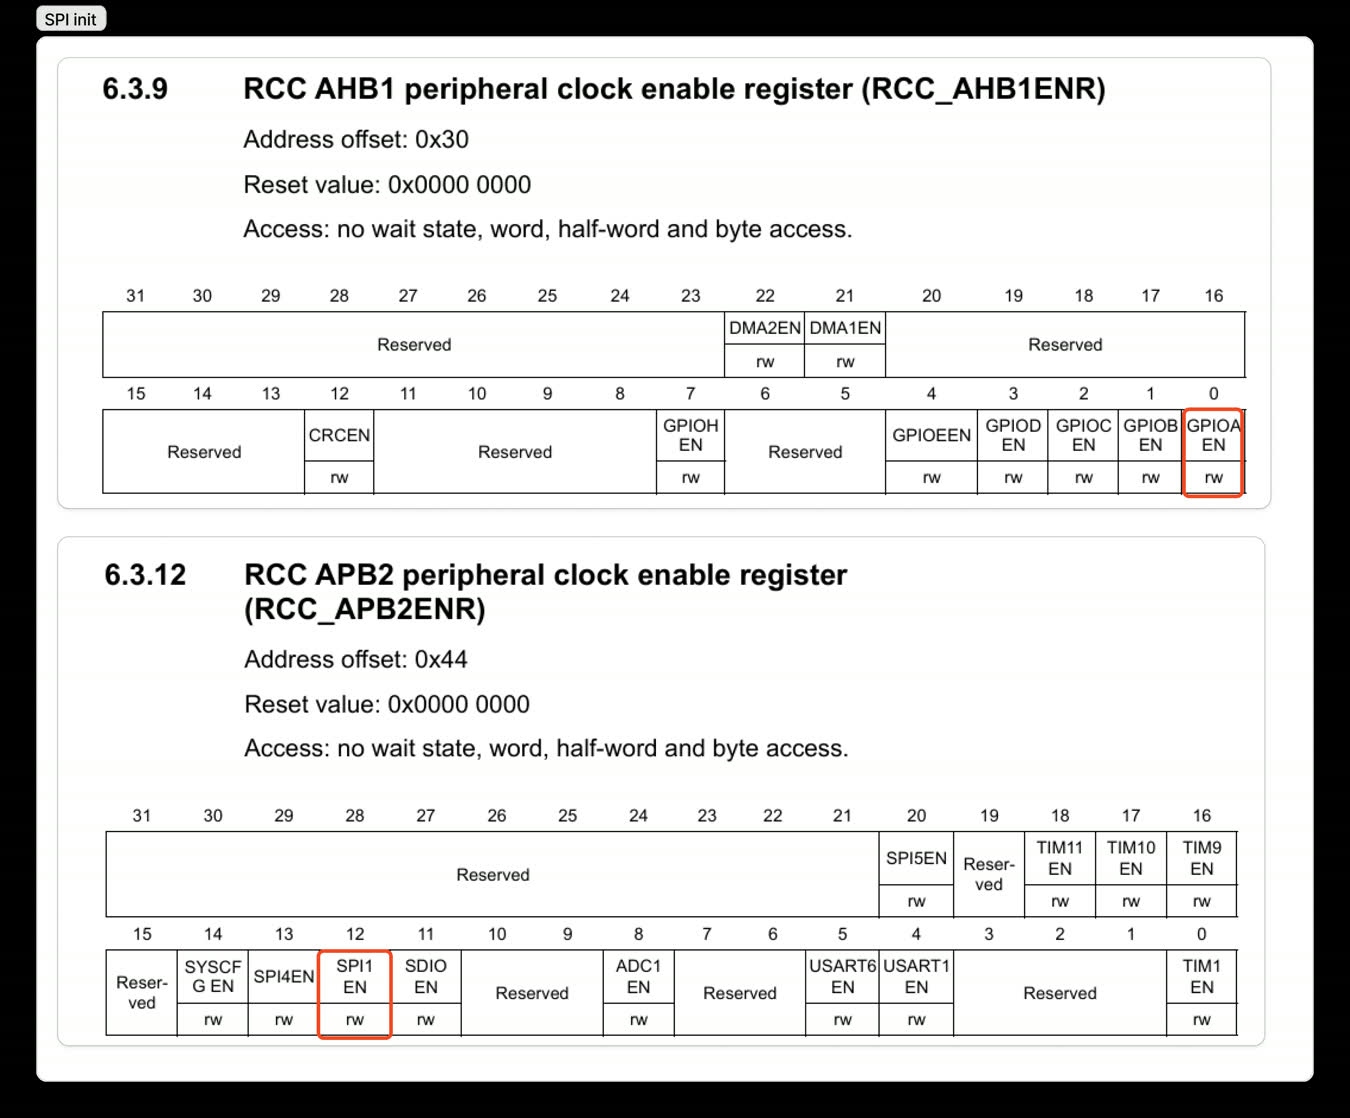 SPI init
6.3.9 RCC AHB1 peripheral clock enable register (RCC_AHB1ENR)
Address offset: 0x30
Reset value: 0x0000 0000
Access: no wait state, word, half-word and byte access.
31 30 29 28 27 26 25 24 23 22 21 20 19 18 17 16
Reserved DMA2EN DMA1EN Reserved
rw rw
15 14 13 12 11 10 9 8 7 6 5 4 3 2 1 0
Reserved CRCEN Reserved GPIOH EN Reserved GPIOEEN GPIOD EN GPIOC EN GPIOB EN GPIOA EN
rw rw rw rw rw rw rw
6.3.12 RCC APB2 peripheral clock enable register
(RCC_APB2ENR)
Address offset: 0x44
Reset value: 0x0000 0000
Access: no wait state, word, half-word and byte access.
31 30 29 28 27 26 25 24 23 22 21 20 19 18 17 16
Reserved SPI5EN Reser-ved TIM11 EN TIM10 EN TIM9 EN
rw rw rw rw
15 14 13 12 11 10 9 8 7 6 5 4 3 2 1 0
Reser-ved SYSCF G EN SPI4EN SPI1 EN SDIO EN Reserved ADC1 EN Reserved USART6 EN USART1 EN Reserved TIM1 EN
rw rw rw rw rw rw rw rw